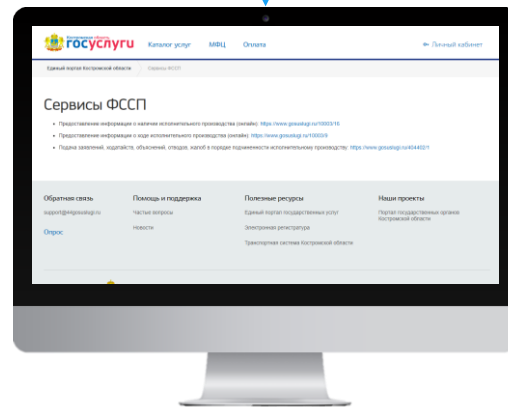 Костромская область
госуслуги
Каталог услуг МФЦ Оплата Личный кабинет
Единый портал Костромской области Сервисы ФССП
Сервисы ФССП
Предоставление информации о наличии исполнительного производства (онлайн): https://www.gosuslugi.ru/10003/16
Предоставление информации о ходе исполнительного производства (онлайн): https://www.gosuslugi.ru/10003/9
Подача заявлений, ходатайств, объяснений, отводов, жалоб в порядке подчиненности исполнительному производству: https://www.gosuslugi.ru/404402/1
Обратная связь Помощь и поддержка Полезные ресурсы Наши проекты
Частые вопросы Единый портал государственных услуг Портал государственных органов
Костромской области
Опрос Новости Электронная регистратура
Транспортная система Костромской области